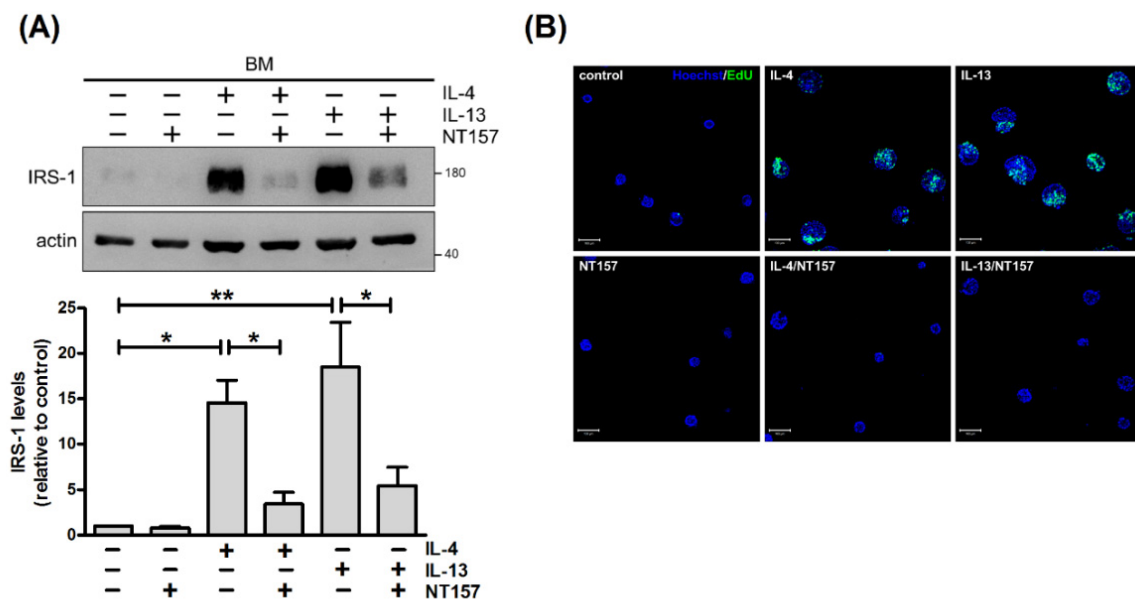 (A)
BM
– – + + – – IL-4
– – – – + + IL-13
– + – + – + NT157
IRS-1
180
actin
40
IRS-1 levels
(relative to control)
25
20
15
10
5
0
** 
* * *
– – + + – – IL-4
– – – – + + IL-13
– + – + – + NT157
(B)
control Hoechst/EdU
IL-4
IL-13
NT157
IL-4/NT157
IL-13/NT157